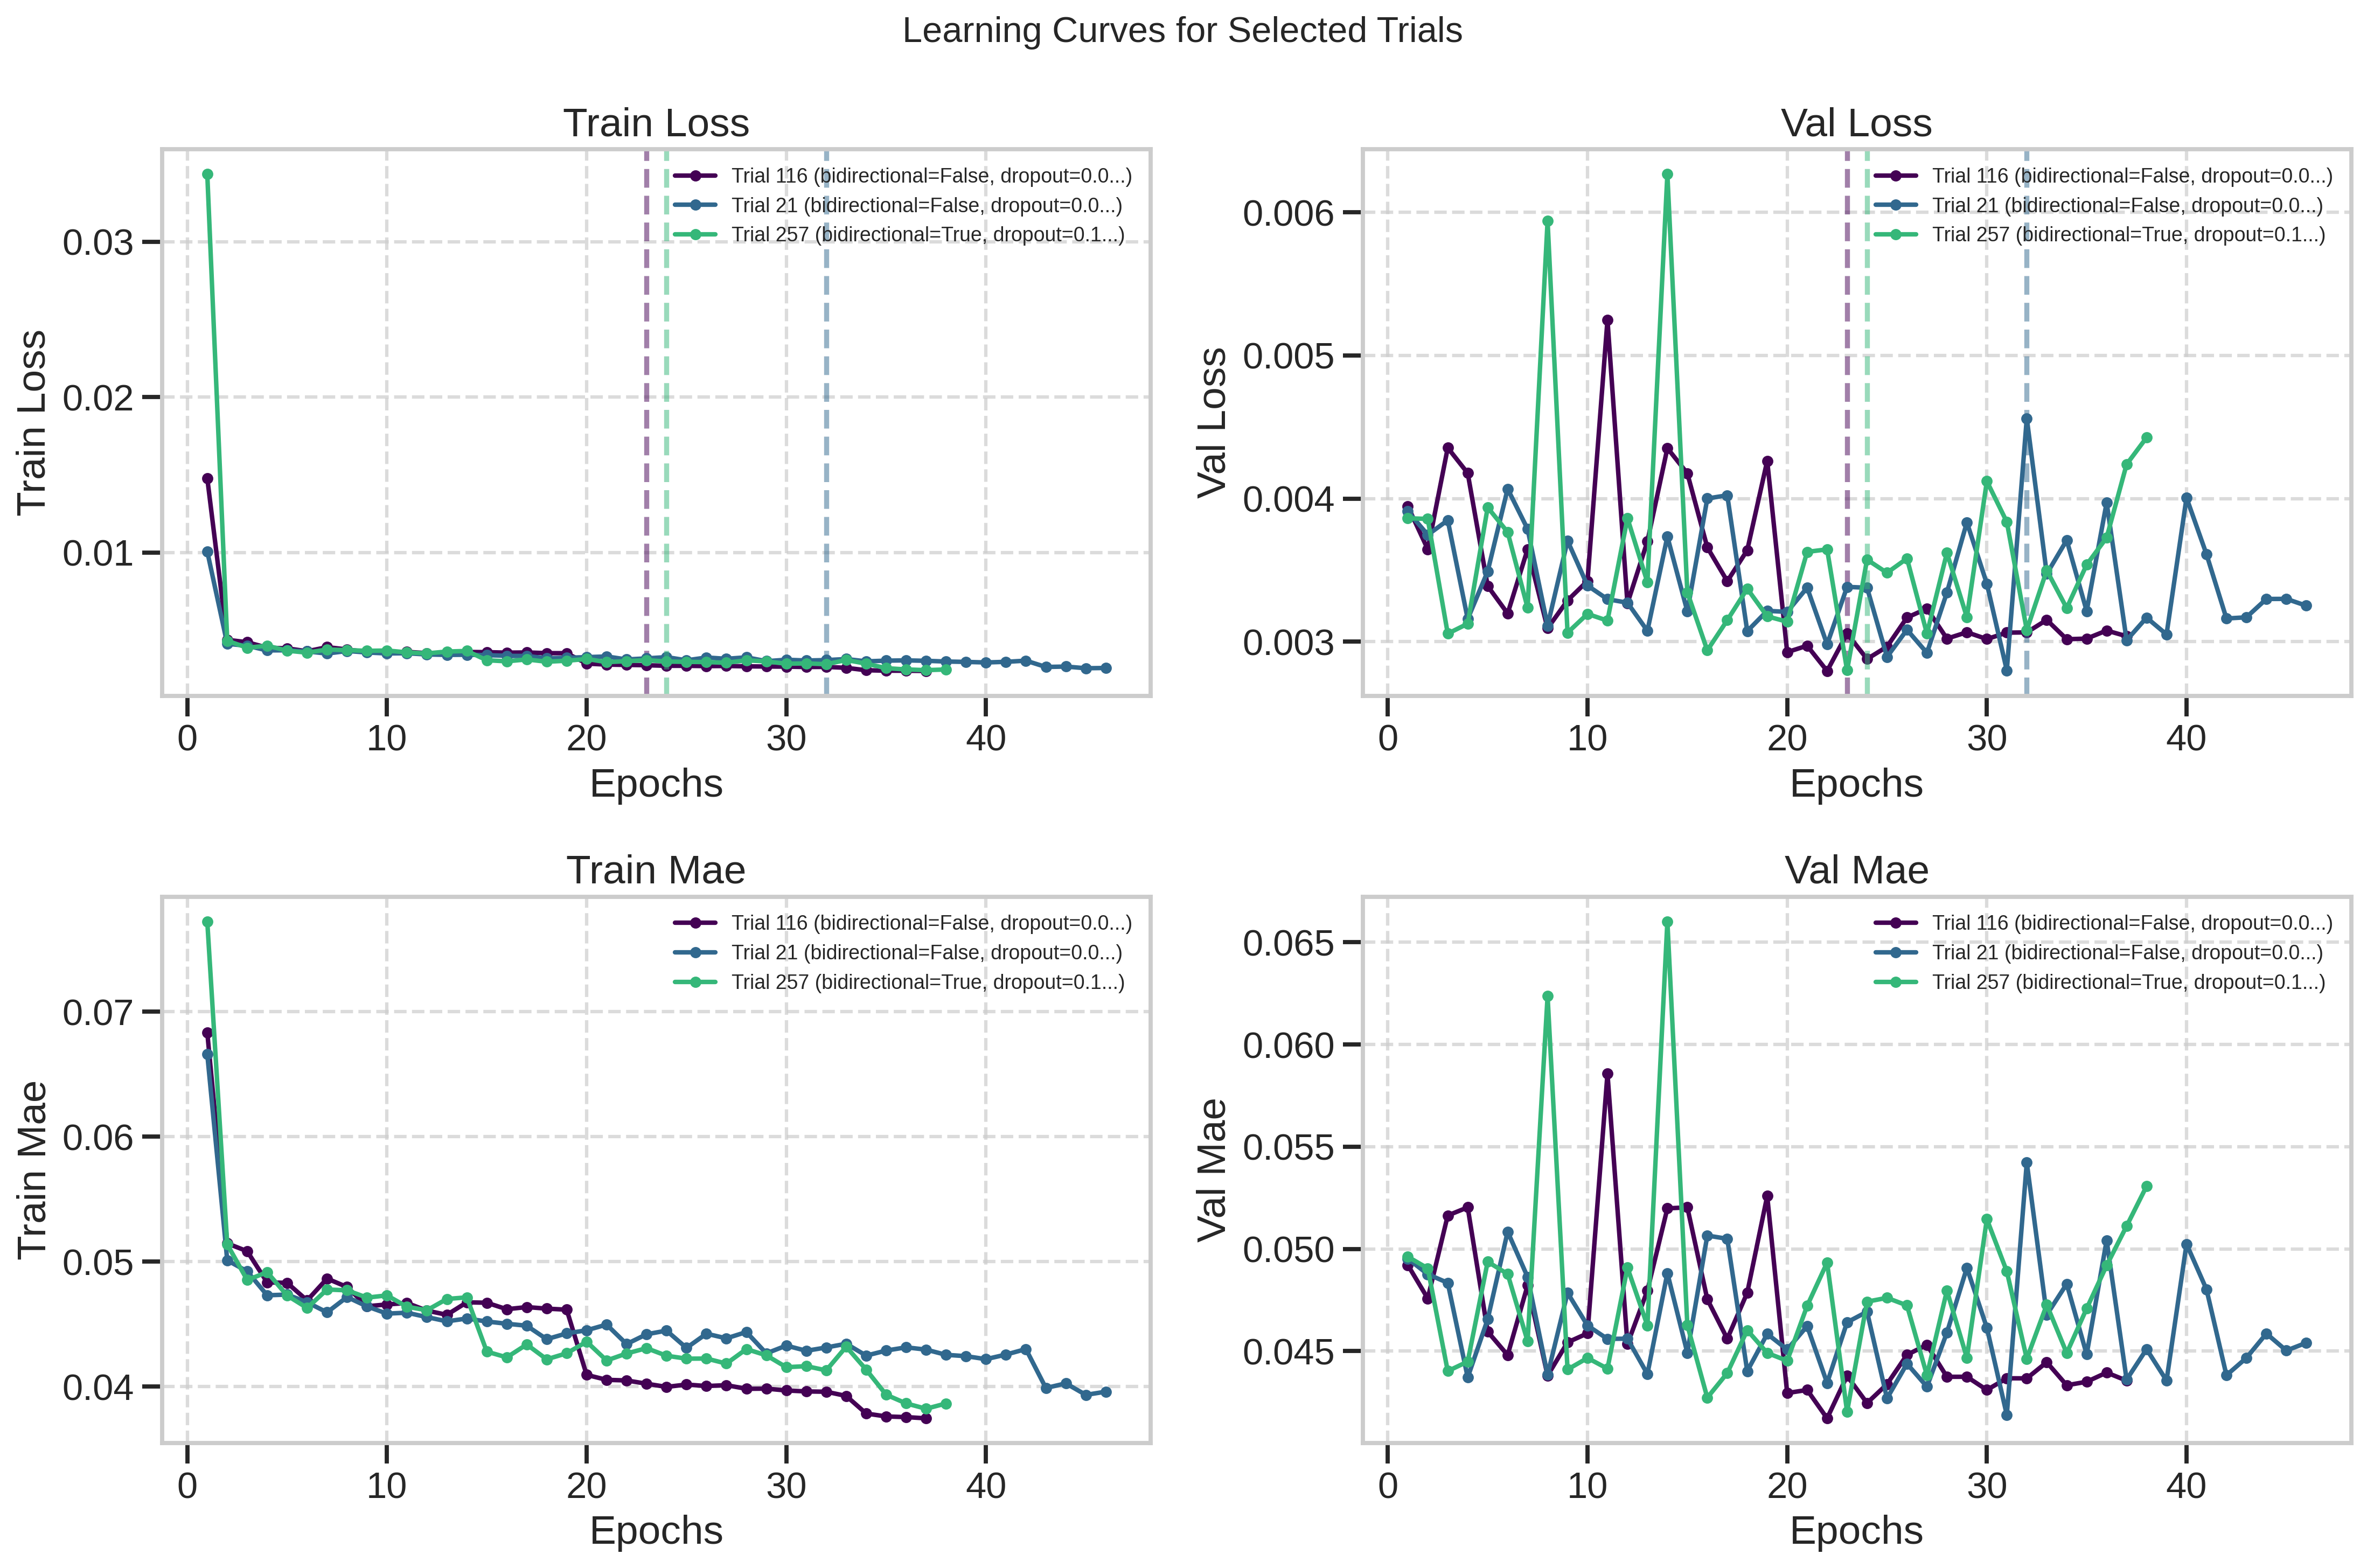 Learning Curves for Selected Trials
Train Loss
Train Loss
0.03
0.02
0.01
0 10 20 30 40
Epochs
Trial 116 (bidirectional=False, dropout=0.0...)
Trial 21 (bidirectional=False, dropout=0.0...)
Trial 257 (bidirectional=True, dropout=0.1...)
Val Loss
Val Loss
0.006
0.005
0.004
0.003
0 10 20 30 40
Epochs
Trial 116 (bidirectional=False, dropout=0.0...)
Trial 21 (bidirectional=False, dropout=0.0...)
Trial 257 (bidirectional=True, dropout=0.1...)
Train Mae
Train Mae
0.07
0.06
0.05
0.04
0 10 20 30 40
Epochs
Trial 116 (bidirectional=False, dropout=0.0...)
Trial 21 (bidirectional=False, dropout=0.0...)
Trial 257 (bidirectional=True, dropout=0.1...)
Val Mae
Val Mae
0.065
0.060
0.055
0.050
0.045
0 10 20 30 40
Epochs
Trial 116 (bidirectional=False, dropout=0.0...)
Trial 21 (bidirectional=False, dropout=0.0...)
Trial 257 (bidirectional=True, dropout=0.1...)